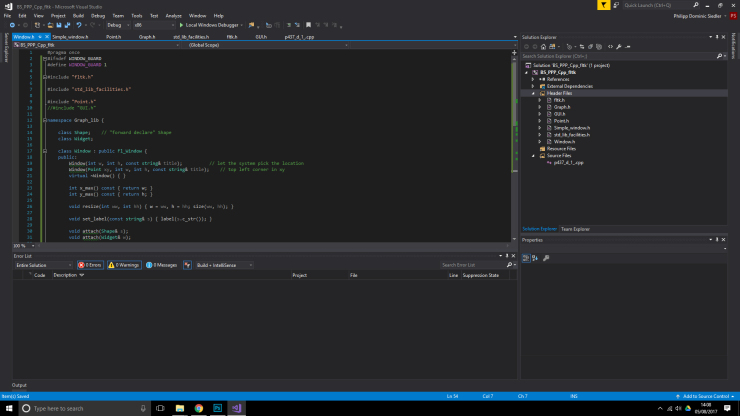 BS_PPP_Cpp_fltk - Microsoft Visual Studio
Quick Launch (Ctrl+Q)
File Edit View Project Build Debug Team Tools Test Analyze Window Help
Philipp Dominic Siedler PS
Debug x86 Local Windows Debugger
Server Explorer
Notifications
Window.h Simple_window.h Point.h Graph.h std_lib_facilities.h Fltk.h GUI.h p437_d_1_.cpp
BS_PPP_Cpp_fltk (Global Scope)
#pragma once
#ifndef WINDOW_GUARD
#define WINDOW_GUARD 1
#include "fltk.h"
#include "std_lib_facilities.h"
#include "Point.h"
//#include "GUI.h"
namespace Graph_lib {
class Shape; // "forward declare" Shape
class Widget;
class Window : public Fl_Window {
public:
Window(int w, int h, const string& title); // let the system pick the location
Window(Point xy, int w, int h, const string& title); // top left corner in xy
virtual ~Window() { }
int x_max() const { return w; }
int y_max() const { return h; }
void resize(int ww, int hh) { w = ww, h = hh; size(ww, hh); }
void set_label(const string& s) { label(s.c_str()); }
void attach(Shape& s);
void attach(Widget& w);
100 %
Solution Explorer
Search Solution Explorer (Ctrl+;)
Solution 'BS_PPP_Cpp_fltk' (1 project)
BS_PPP_Cpp_fltk
References
External Dependencies
Header Files
Fltk.h
Graph.h
GUI.h
Point.h
Simple_window.h
std_lib_facilities.h
Window.h
Resource Files
Source Files
p437_d_1_.cpp
Solution Explorer Team Explorer
Properties
Error List
Entire Solution 0 Errors 0 Warnings 0 Messages Build + IntelliSense
Search Error List
Code Description Project File Line Suppression State
Output
Item(s) Saved Ln 54 Col 7 Ch 7 INS Add to Source Control
Type here to search
14:08
05/08/2017